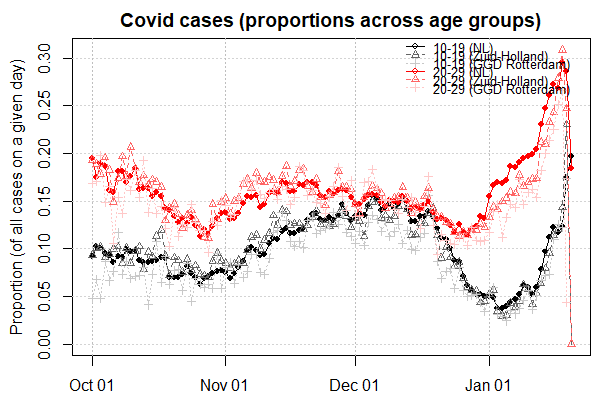 Covid cases (proportions across age groups)
10-19 (NL)
10-19 (Zuid-Holland)
10-19 (GGD Rotterdam)
20-29 (NL)
20-29 (Zuid-Holland)
20-29 (GGD Rotterdam)
Proportion (of all cases on a given day)
0.30
0.25
0.20
0.15
0.10
0.05
0.00
Oct 01 Nov 01 Dec 01 Jan 01